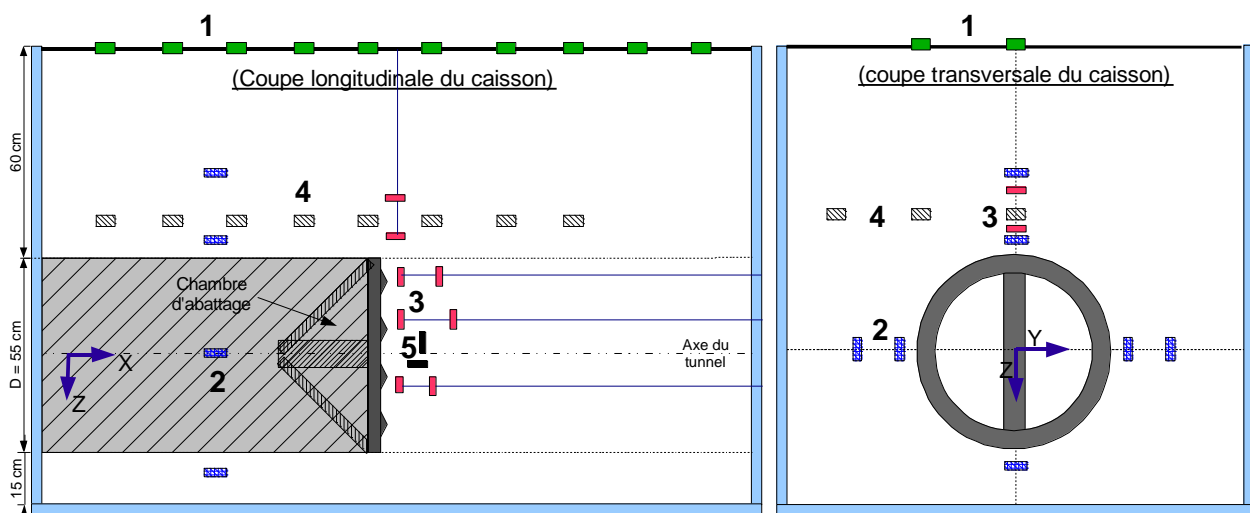 1
(Coupe longitudinale du caisson)
60 cm
4
Chambre
d'abattage
3
5
D = 55 cm
X
Z
2
Axe du
tunnel
15 cm
1
(coupe transversale du caisson)
4
3
2
Y
Z